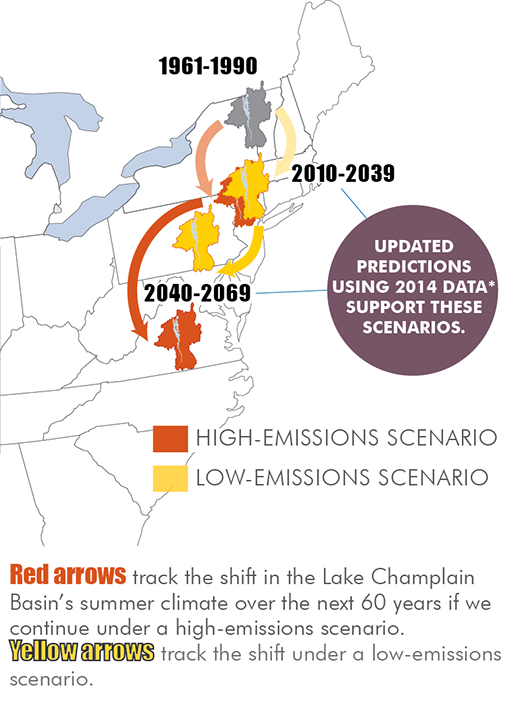 1961-1990
2010-2039
UPDATED
PREDICTIONS
USING 2014 DATA*
SUPPORT THESE
SCENARIOS.
2040-2069
HIGH-EMISSIONS SCENARIO
LOW-EMISSIONS SCENARIO
Red arrows track the shift in the Lake Champlain
Basin's summer climate over the next 60 years if we
continue under a high-emissions scenario.
Yellow arrows track the shift under a low-emissions
scenario.